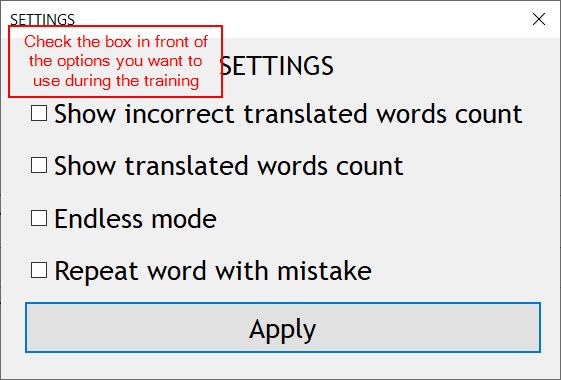 SETTINGS
Check the box in front of
the options you want to
use during the training
SETTINGS
Show incorrect translated words count
Show translated words count
Endless mode
Repeat word with mistake
Apply